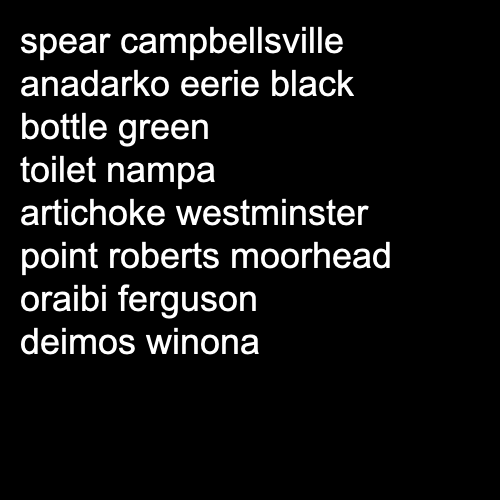 spear campbellsville
anadarko eerie black
bottle green
toilet nampa
artichoke westminster
point roberts moorhead
oraibi ferguson
deimos winona